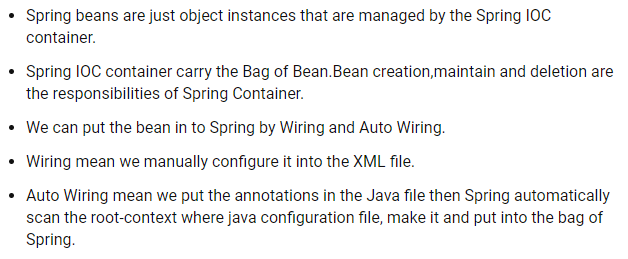 Spring beans are just object instances that are managed by the Spring IOC
container.
Spring IOC container carry the Bag of Bean.Bean creation,maintain and deletion are
the responsibilities of Spring Container.
We can put the bean in to Spring by Wiring and Auto Wiring.
Wiring mean we manually configure it into the XML file.
Auto Wiring mean we put the annotations in the Java file then Spring automatically
scan the root-context where java configuration file, make it and put into the bag of
Spring.